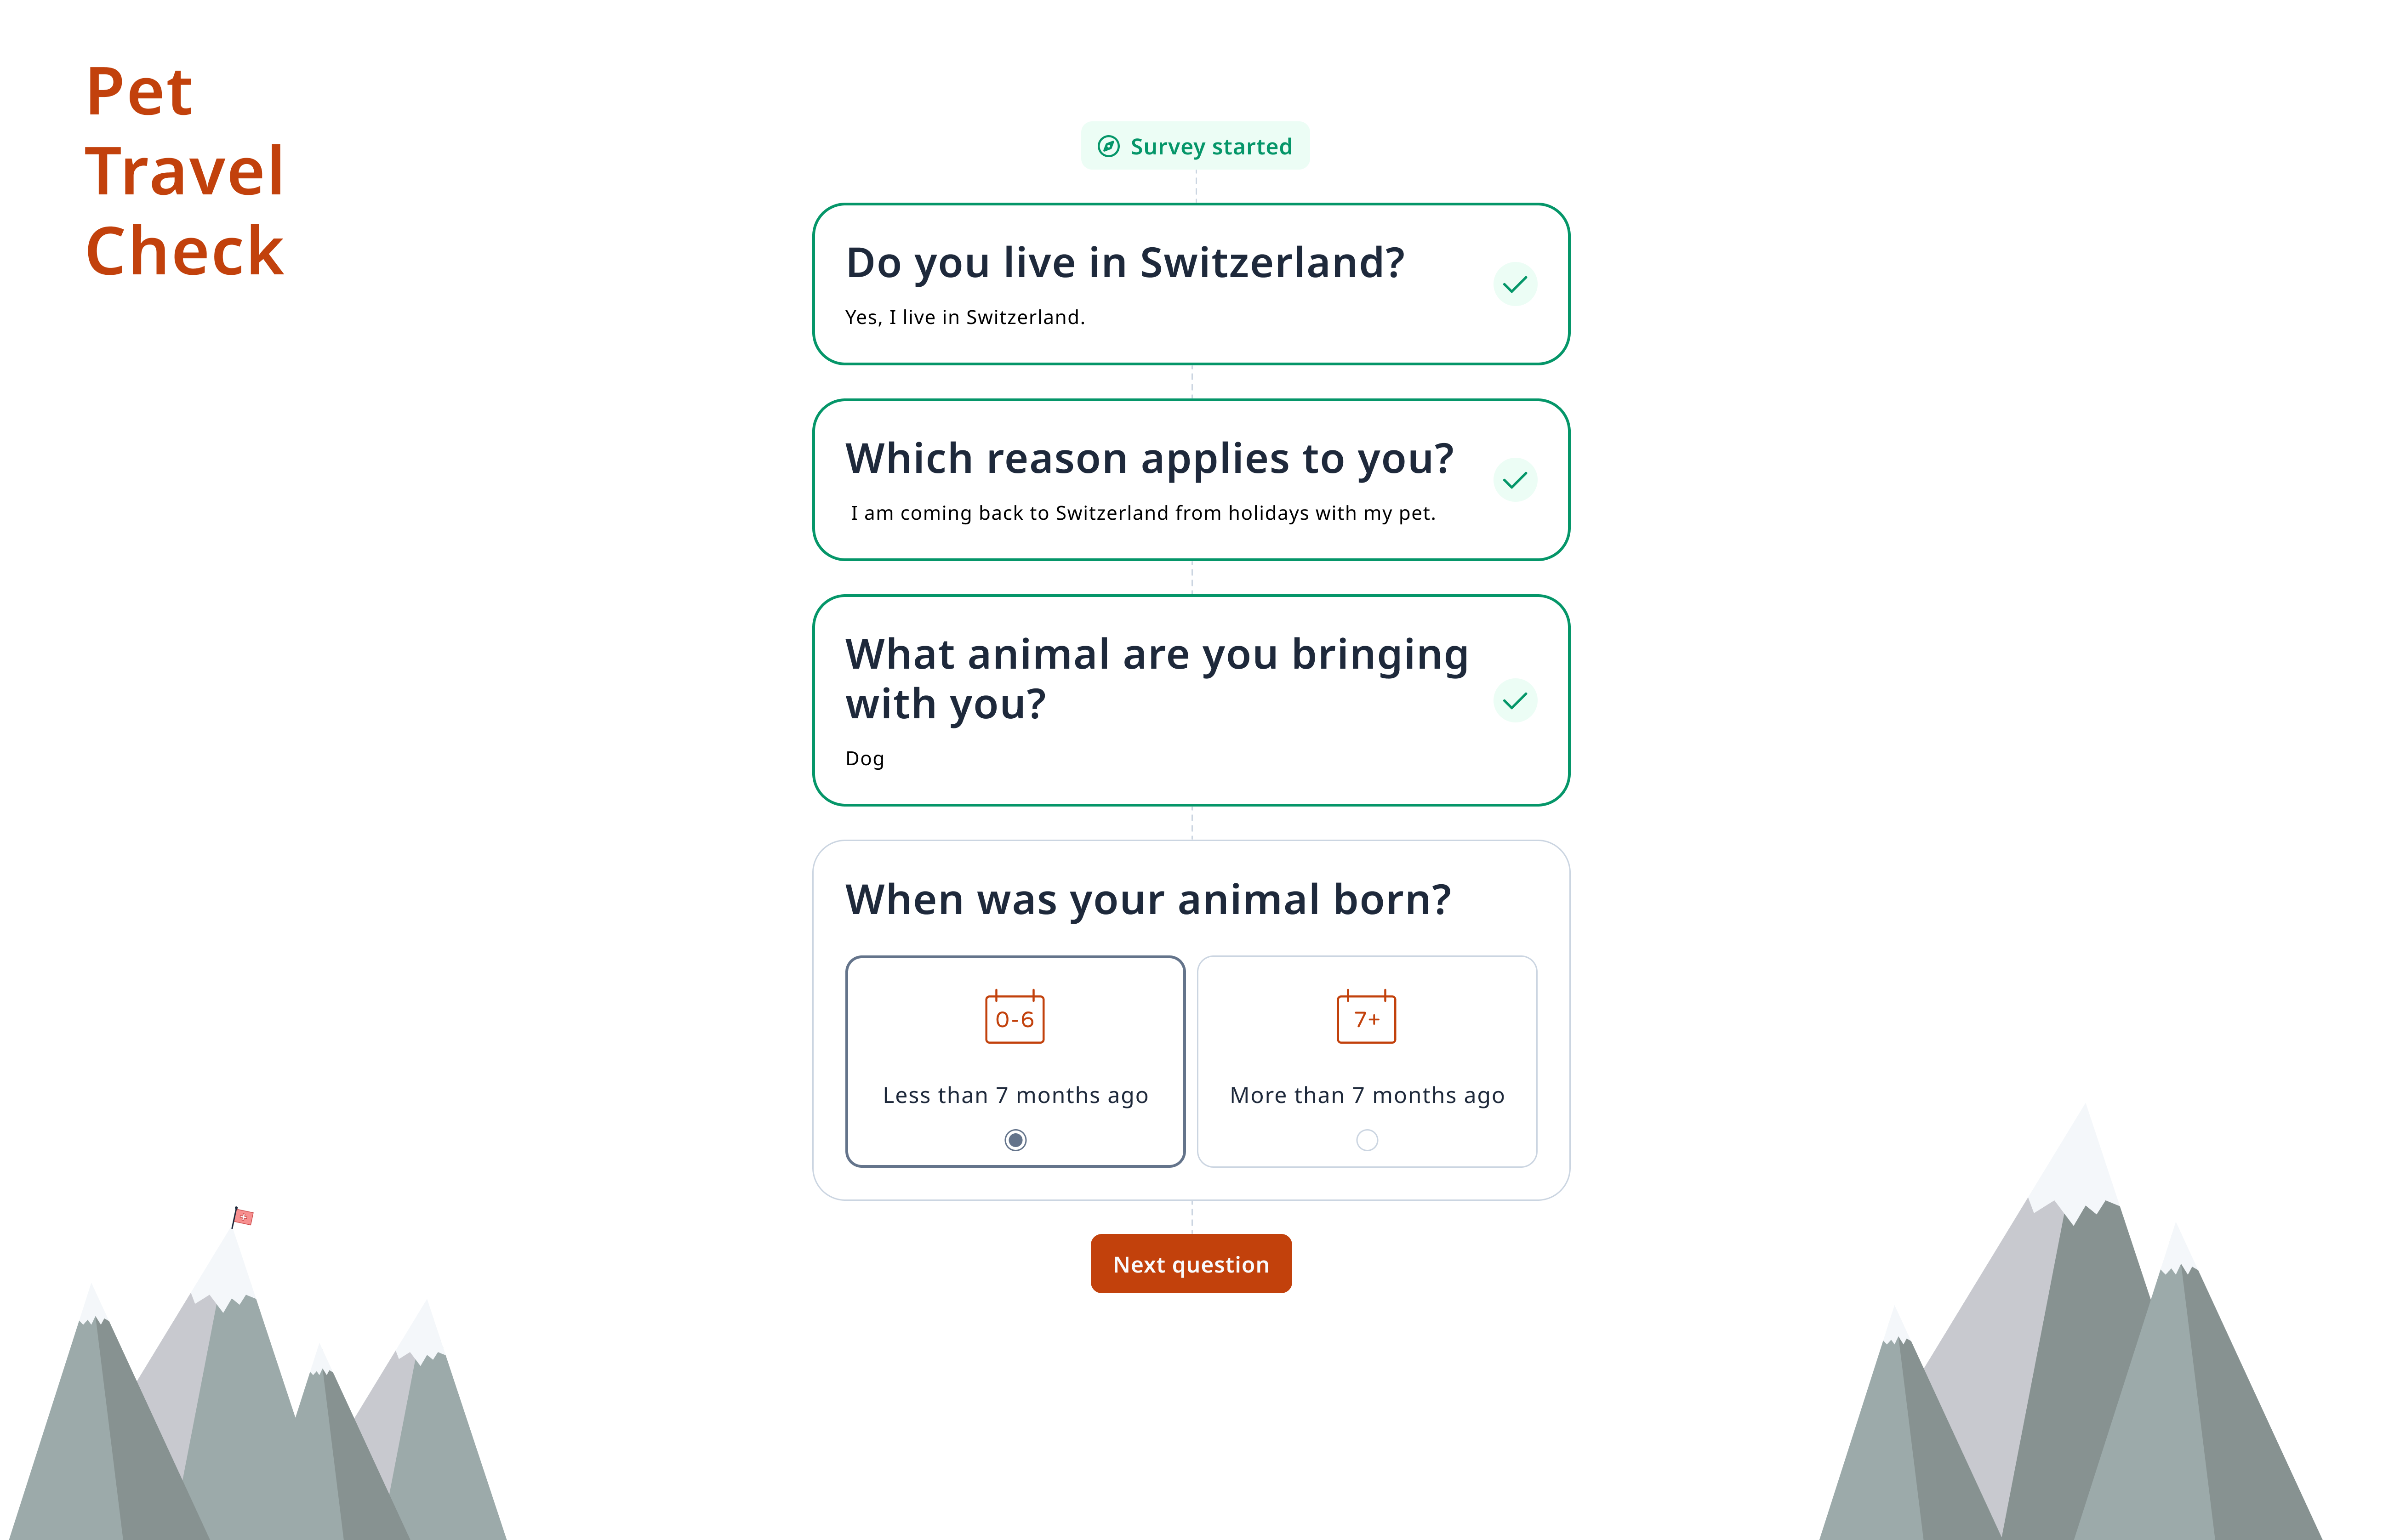 Pet
Travel
Check
Survey started
Do you live in Switzerland?
Yes, I live in Switzerland.
Which reason applies to you?
I am coming back to Switzerland from holidays with my pet.
What animal are you bringing
with you?
Dog
When was your animal born?
0-6
7+
Less than 7 months ago
More than 7 months ago
Next question